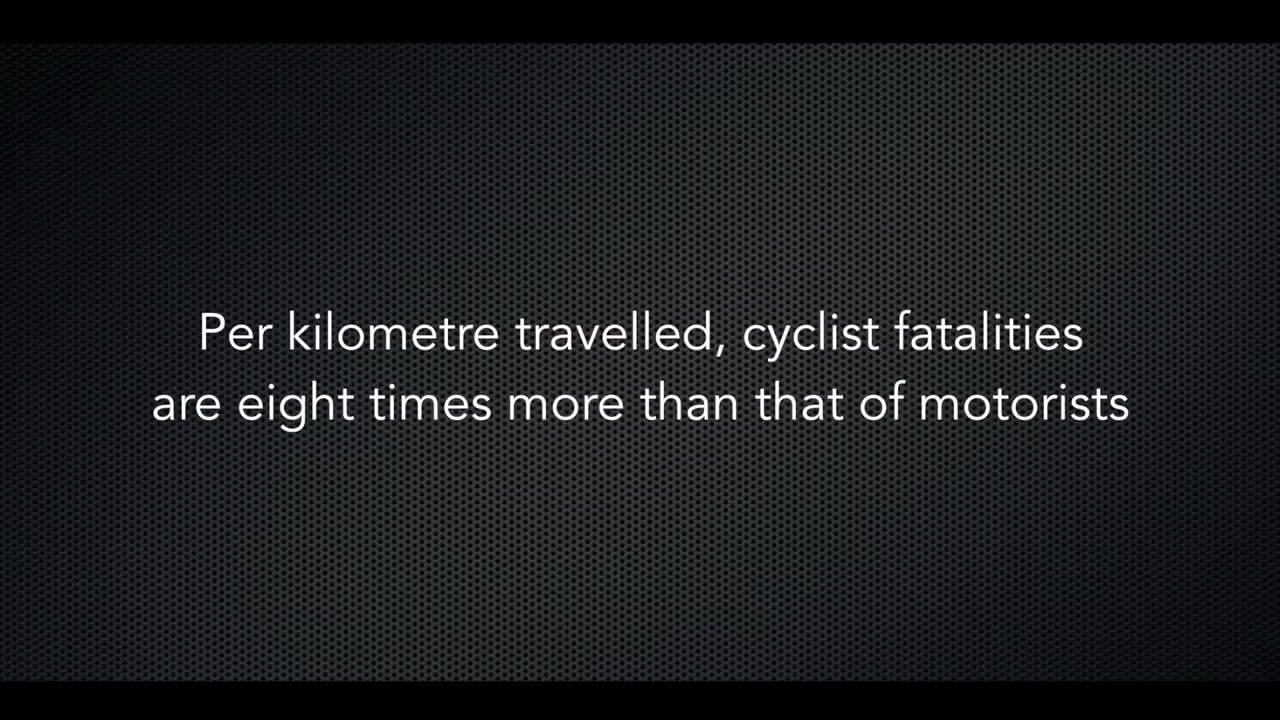 Per kilometre travelled, cyclist fatalities
are eight times more than that of motorists